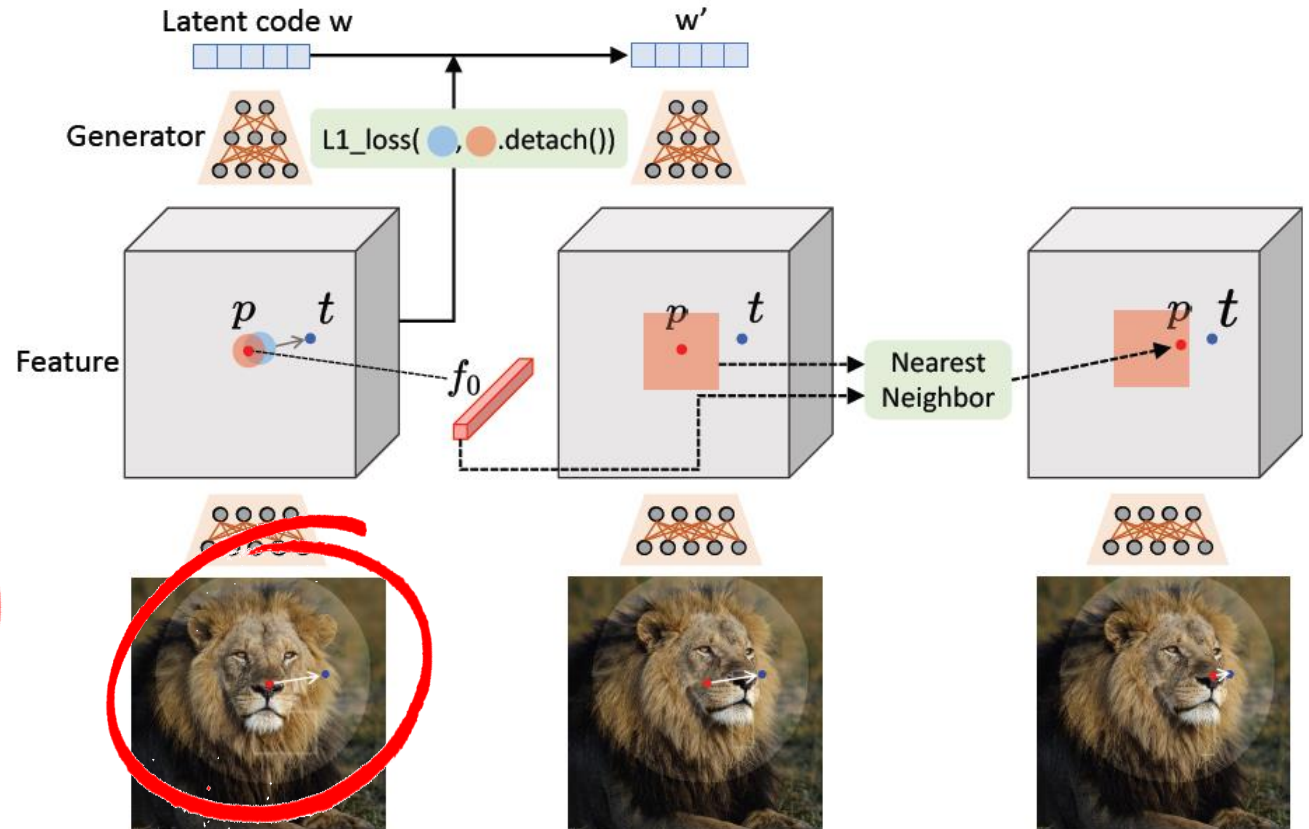 Latent code w
w’
Generator
L1_loss( , .detach())
p
t
p
t
p
t
Feature
f₀
Nearest
Neighbor